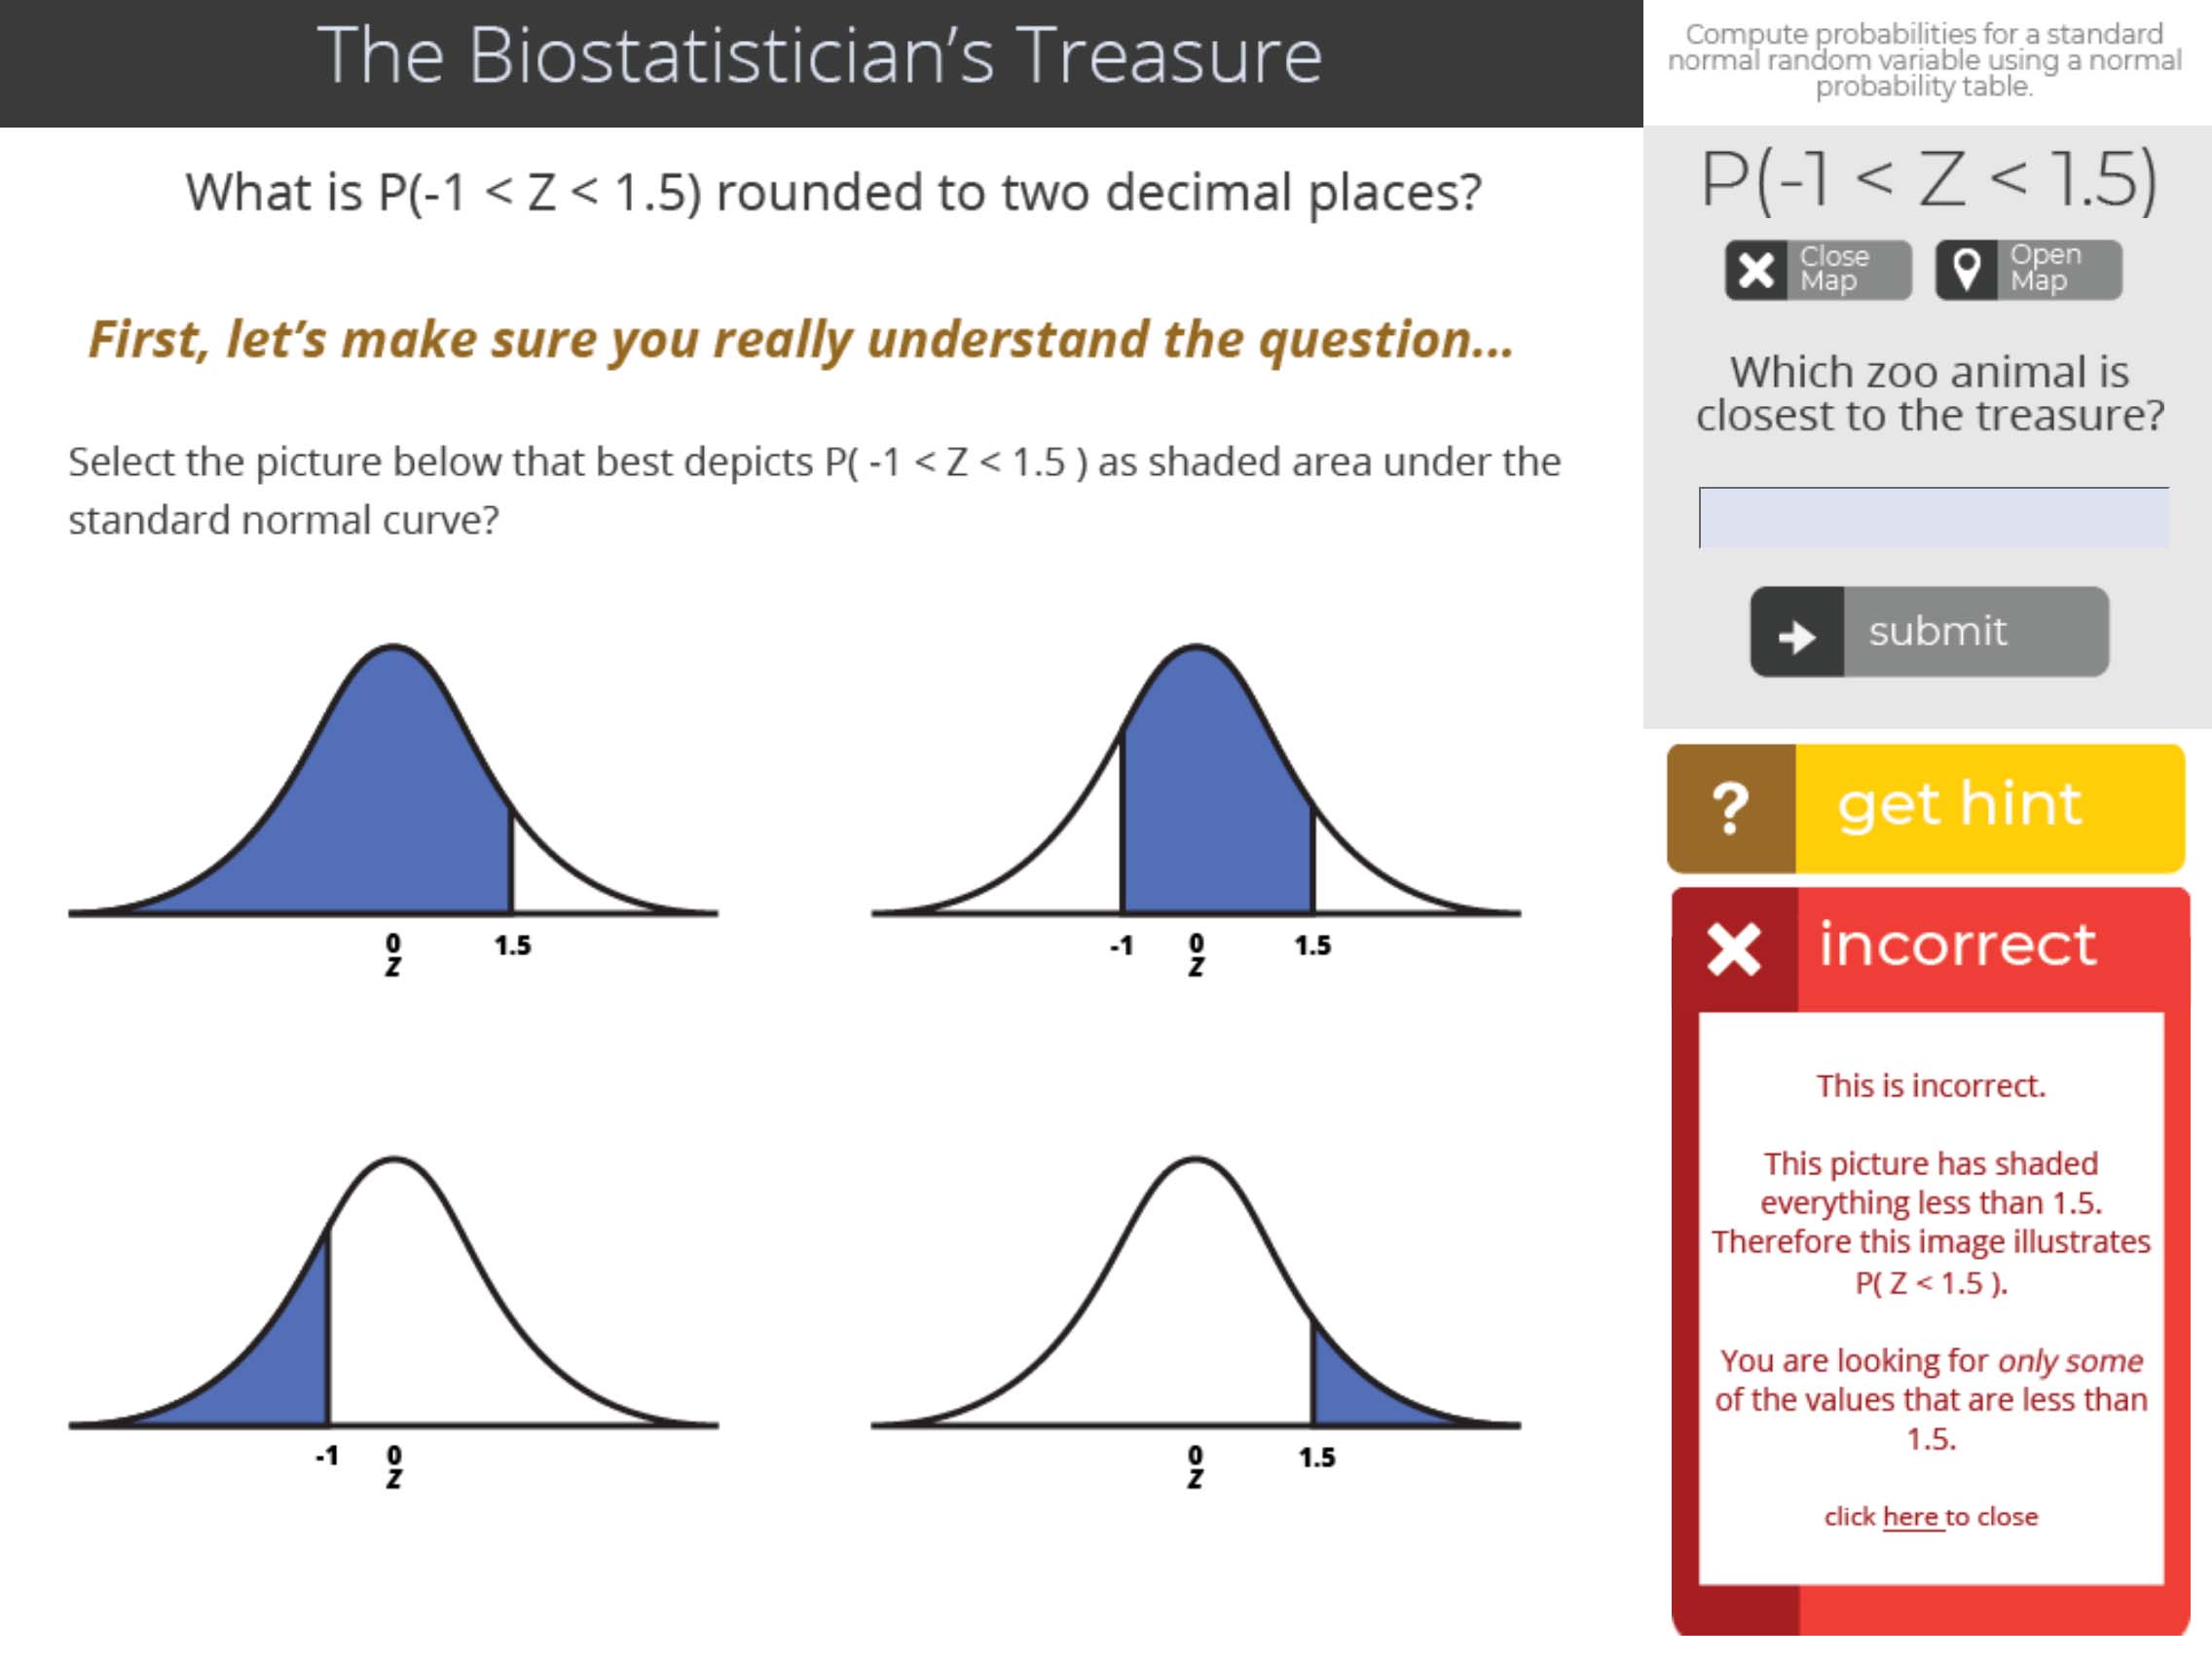 The Biostatistician’s Treasure
What is P(-1 < Z < 1.5) rounded to two decimal places?
First, let’s make sure you really understand the question...
Select the picture below that best depicts P( -1 < Z < 1.5 ) as shaded area under the
standard normal curve?
0
Z
1.5
-1
0
Z
1.5
-1
0
Z
0
Z
1.5
Compute probabilities for a standard
normal random variable using a normal
probability table.
P(-1 < Z < 1.5)
Close
Map
Open
Map
Which zoo animal is
closest to the treasure?
submit
? get hint
incorrect
This is incorrect.
This picture has shaded
everything less than 1.5.
Therefore this image illustrates
P( Z < 1.5 ).
You are looking for only some
of the values that are less than
1.5.
click here to close